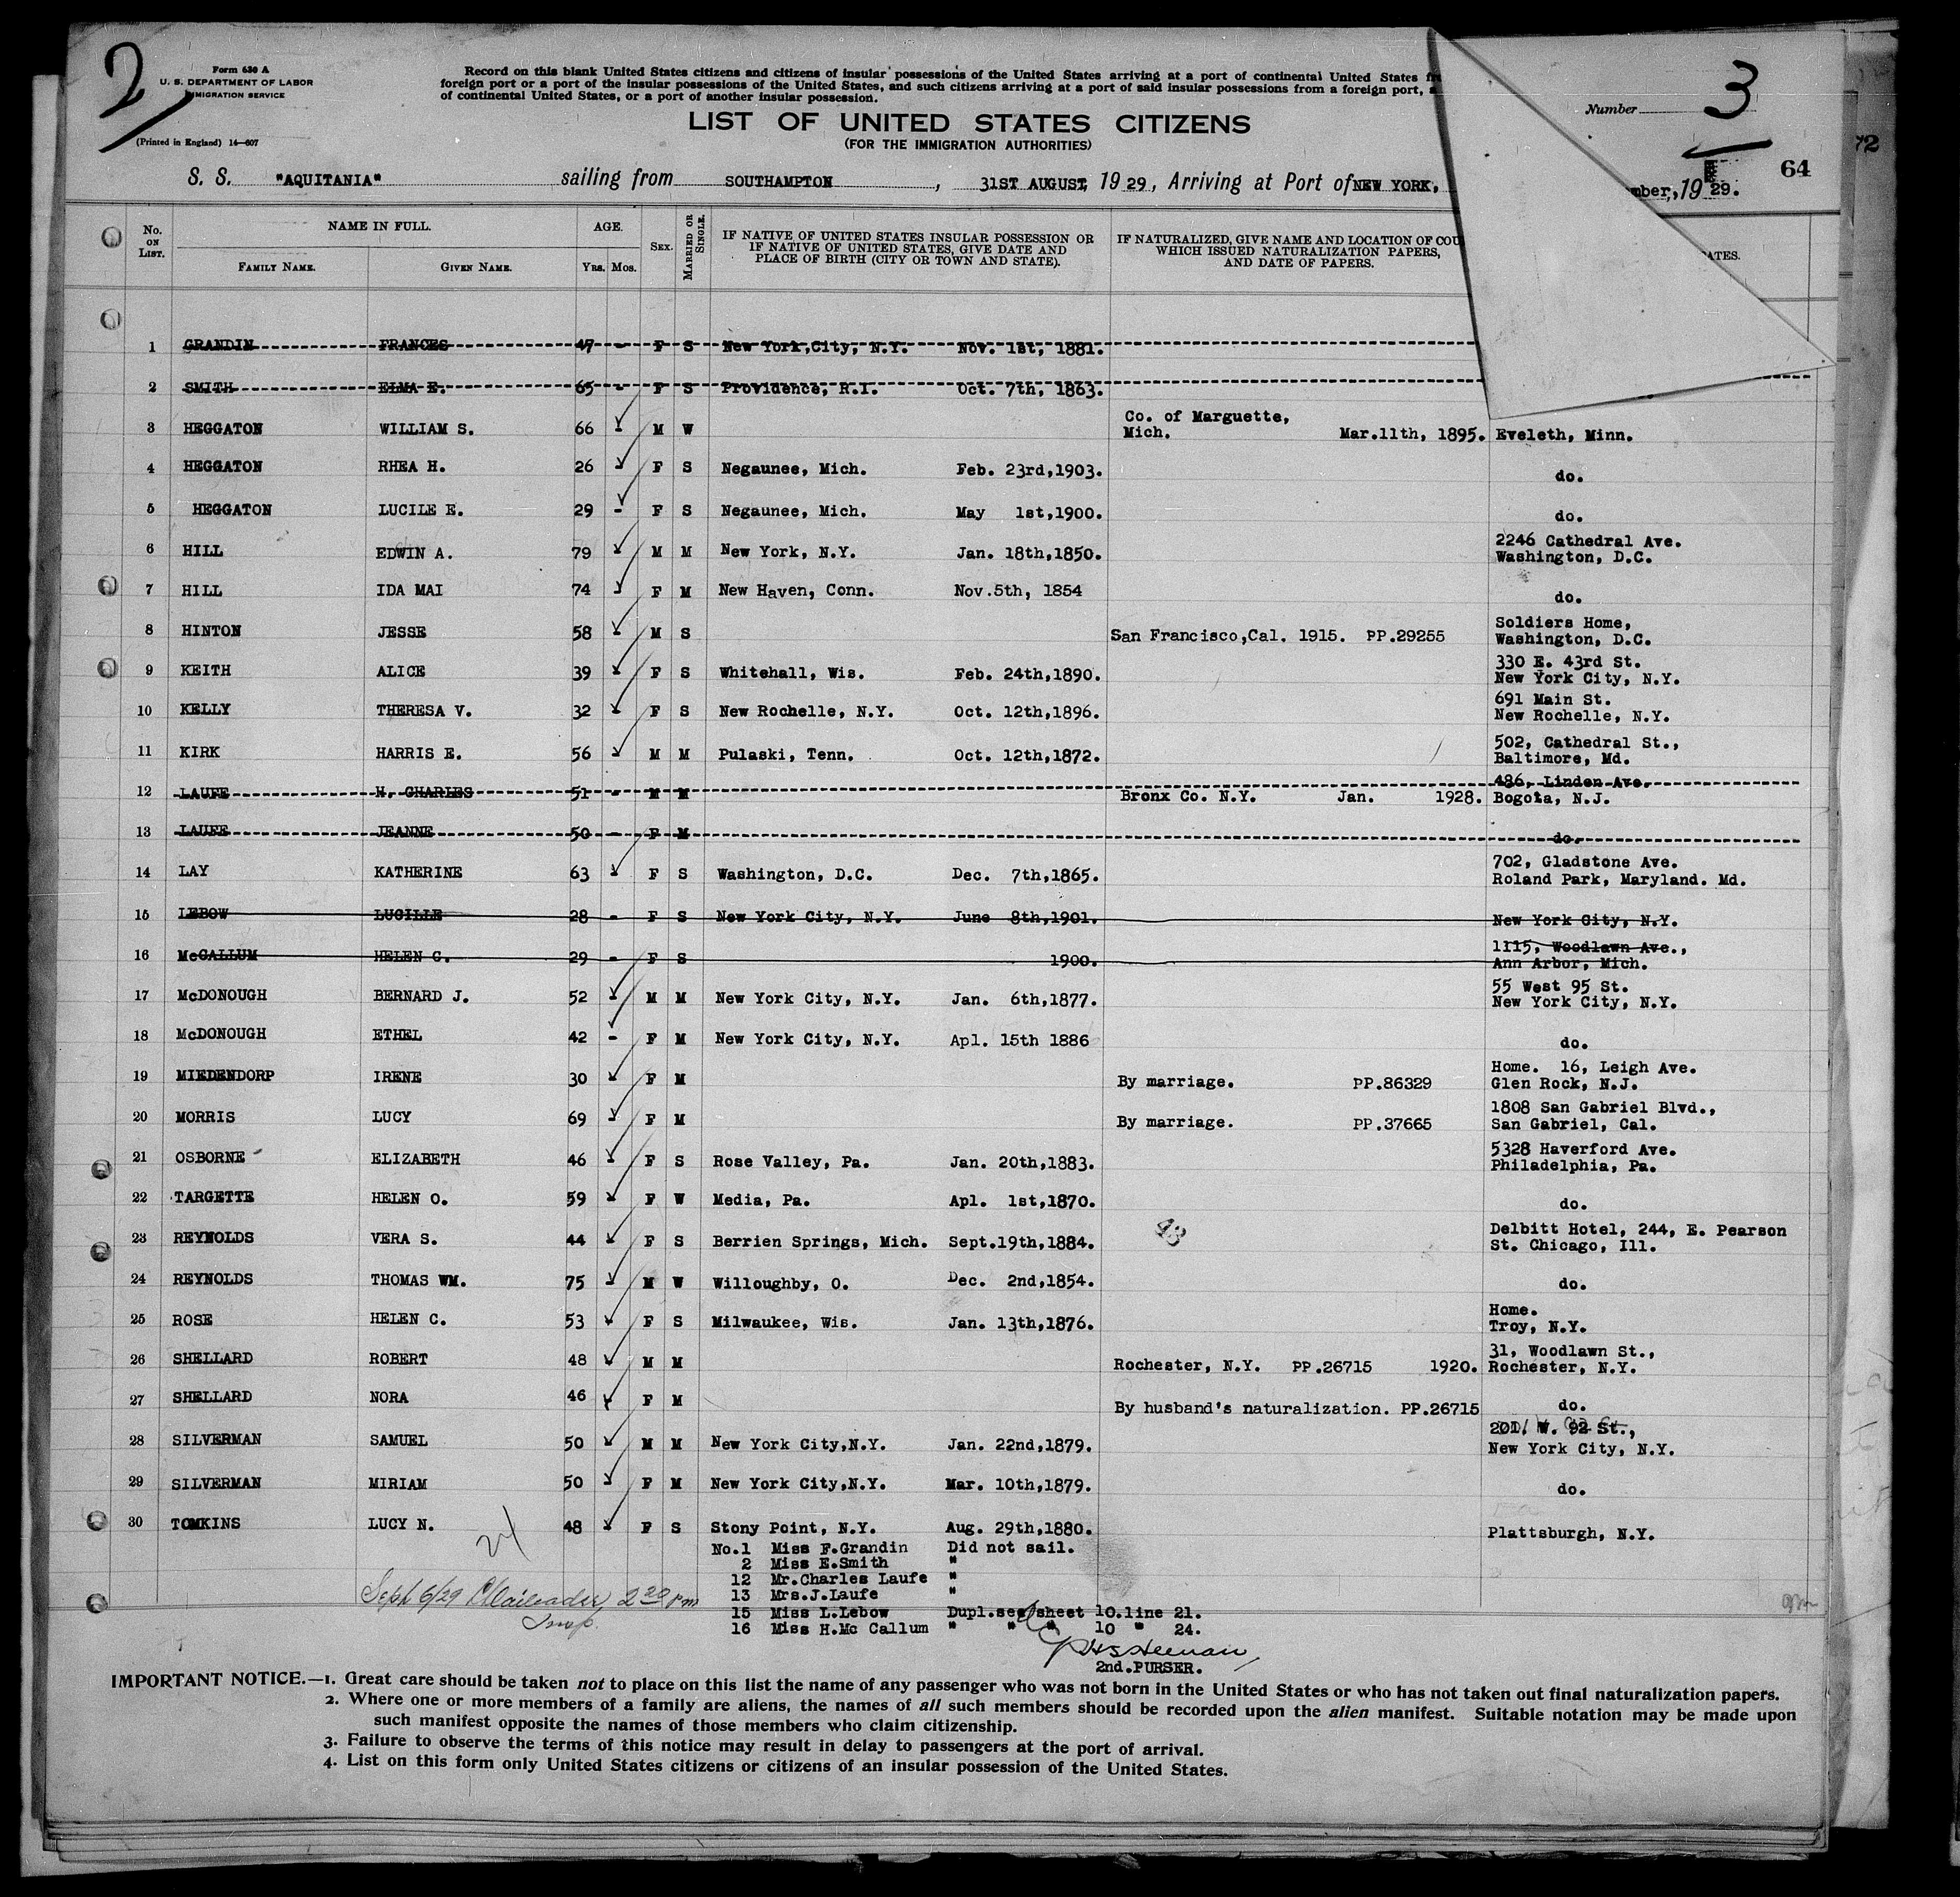 2
Form 630 A
U. S. DEPARTMENT OF LABOR
IMMIGRATION SERVICE
(Printed in England) 14—607
Record on this blank United States citizens and citizens of insular possessions of the United States arriving at a port of continental United States
foreign port or a port of the insular possessions of the United States, and such citizens arriving at a port of said insular possessions from a foreign port,
of continental United States, or a port of another insular possession.
LIST OF UNITED STATES CITIZENS
(FOR THE IMMIGRATION AUTHORITIES)
Number 3
64
72
S. S. "AQUITANIA" sailing from SOUTHAMPTON, 31ST AUGUST, 1929, Arriving at Port of NEW YORK, mber, 1929.
No. ON LIST. NAME IN FULL. AGE. SEX. MARRIED OR SINGLE. IF NATIVE OF UNITED STATES INSULAR POSSESSION OR IF NATIVE OF UNITED STATES, GIVE DATE AND PLACE OF BIRTH (CITY OR TOWN AND STATE). IF NATURALIZED, GIVE NAME AND LOCATION OF COU WHICH ISSUED NATURALIZATION PAPERS, AND DATE OF PAPERS. ATES.
FAMILY NAME. GIVEN NAME. Yrs. Mos.
1 GRANDIN FRANCES 47 - F S New York,City, N.Y. Nov. 1st, 1881.
2 SMITH ELMA E. 65 - F S Providence, R.I. Oct. 7th, 1863.
3 HEGGATON WILLIAM S. 66 - M W Co. of Marguette, Mich. Mar.11th, 1895. Eveleth, Minn.
4 HEGGATON RHEA H. 26 - F S Negaunee, Mich. Feb. 23rd,1903. do.
5 HEGGATON LUCILE E. 29 - F S Negaunee, Mich. May 1st,1900. do.
6 HILL EDWIN A. 79 - M M New York, N.Y. Jan. 18th,1850. 2246 Cathedral Ave. Washington, D.C.
7 HILL IDA MAI 74 - F M New Haven, Conn. Nov.5th, 1854 do.
8 HINTON JESSE 58 - M S San Francisco,Cal. 1915. PP.29255 Soldiers Home, Washington, D.C.
9 KEITH ALICE 39 - F S Whitehall, Wis. Feb. 24th,1890. 330 E. 43rd St. New York City, N.Y.
10 KELLY THERESA V. 32 - F S New Rochelle, N.Y. Oct. 12th,1896. 691 Main St. New Rochelle, N.Y.
11 KIRK HARRIS E. 56 - M M Pulaski, Tenn. Oct. 12th,1872. 502, Cathedral St., Baltimore, Md.
12 LAUFE H. CHARLES 51 - M M Bronx Co. N.Y. Jan. 1928. 486, Linden Ave. Bogota, N.J.
13 LAUFE JEANNE 50 - F M do.
14 LAY KATHERINE 63 - F S Washington, D.C. Dec. 7th,1865. 702, Gladstone Ave. Roland Park, Maryland. Md.
15 LEBOW LUCILLE 28 - F S New York City, N.Y. June 8th,1901. New York City, N.Y.
16 McCALLUM HELEN C. 29 - F S 1900. 1115, Woodlawn Ave., Ann Arbor, Mich.
17 McDONOUGH BERNARD J. 52 - M M New York City, N.Y. Jan. 6th,1877. 55 West 95 St. New York City, N.Y.
18 McDONOUGH ETHEL 42 - F M New York City, N.Y. Apl. 15th 1886 do.
19 MIEDENDORP IRENE 30 - F M By marriage. PP.86329 Home. 16, Leigh Ave. Glen Rock, N.J.
20 MORRIS LUCY 69 - F M By marriage. PP.37665 1808 San Gabriel Blvd., San Gabriel, Cal.
21 OSBORNE ELIZABETH 46 - F S Rose Valley, Pa. Jan. 20th,1883. 5328 Haverford Ave. Philadelphia, Pa.
22 TARGETTE HELEN O. 59 - F W Media, Pa. Apl. 1st,1870. do.
23 REYNOLDS VERA S. 44 - F S Berrien Springs, Mich. Sept.19th,1884. 43 Delbitt Hotel, 244, E. Pearson St. Chicago, Ill.
24 REYNOLDS THOMAS WM. 75 - M W Willoughby, O. Dec. 2nd,1854. do.
25 ROSE HELEN C. 53 - F S Milwaukee, Wis. Jan. 13th,1876. Home. Troy, N.Y.
26 SHELLARD ROBERT 48 - M M Rochester, N.Y. PP.26715 1920. 31, Woodlawn St., Rochester, N.Y.
27 SHELLARD NORA 46 - F M By husband's naturalization. PP.26715 do.
28 SILVERMAN SAMUEL 50 - M M New York City,N.Y. Jan. 22nd,1879. 201, W. 92 St., New York City, N.Y.
29 SILVERMAN MIRIAM 50 - F M New York City,N.Y. Mar. 10th,1879. do.
30 TOMKINS LUCY N. 48 - F S Stony Point, N.Y. Aug. 29th,1880. Plattsburgh, N.Y.
24
No.1 Miss F.Grandin Did not sail.
2 Miss E.Smith "
12 Mr.Charles Laufe "
13 Mrs.J.Laufe "
15 Miss L.Lebow Dupl.see sheet 10.line 21.
16 Miss H.Mc Callum " " " 10 " 24.
Sept 6/29 2 20 pm
Insp.
2nd.PURSER.
IMPORTANT NOTICE.—1. Great care should be taken not to place on this list the name of any passenger who was not born in the United States or who has not taken out final naturalization papers.
2. Where one or more members of a family are aliens, the names of all such members should be recorded upon the alien manifest. Suitable notation may be made upon
such manifest opposite the names of those members who claim citizenship.
3. Failure to observe the terms of this notice may result in delay to passengers at the port of arrival.
4. List on this form only United States citizens or citizens of an insular possession of the United States.